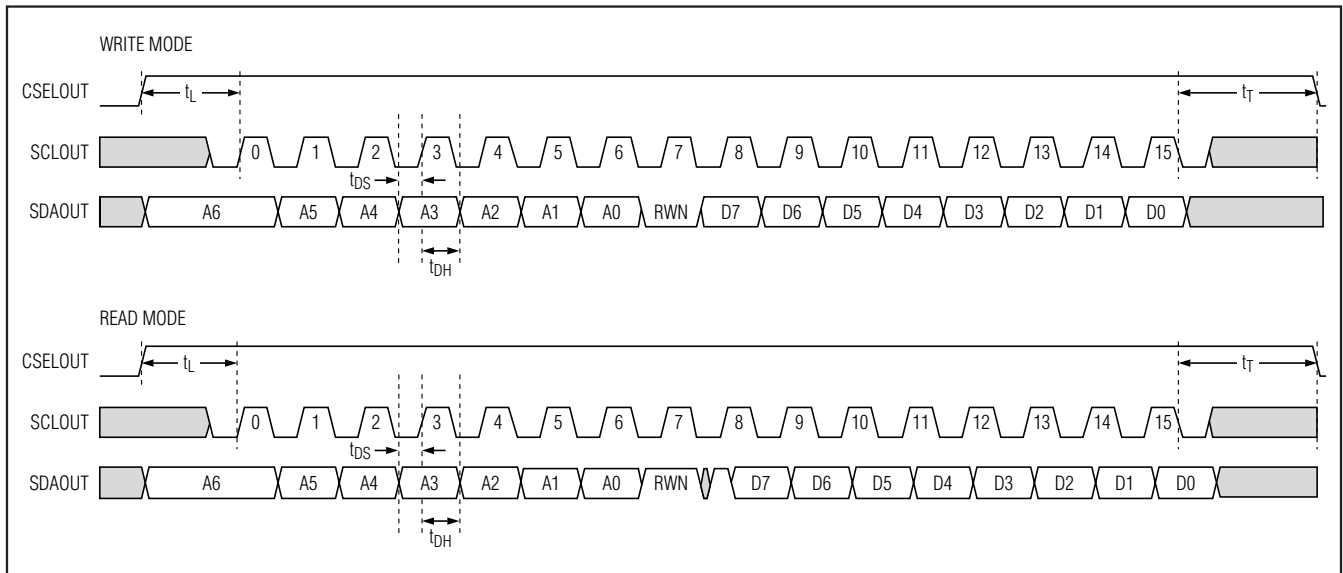 WRITE MODE
CSELOUT tL tT
SCLOUT 0 1 2 3 4 5 6 7 8 9 10 11 12 13 14 15
tDS
SDAOUT A6 A5 A4 A3 A2 A1 A0 RWN D7 D6 D5 D4 D3 D2 D1 D0
tDH
READ MODE
CSELOUT tL tT
SCLOUT 0 1 2 3 4 5 6 7 8 9 10 11 12 13 14 15
tDS
SDAOUT A6 A5 A4 A3 A2 A1 A0 RWN D7 D6 D5 D4 D3 D2 D1 D0
tDH